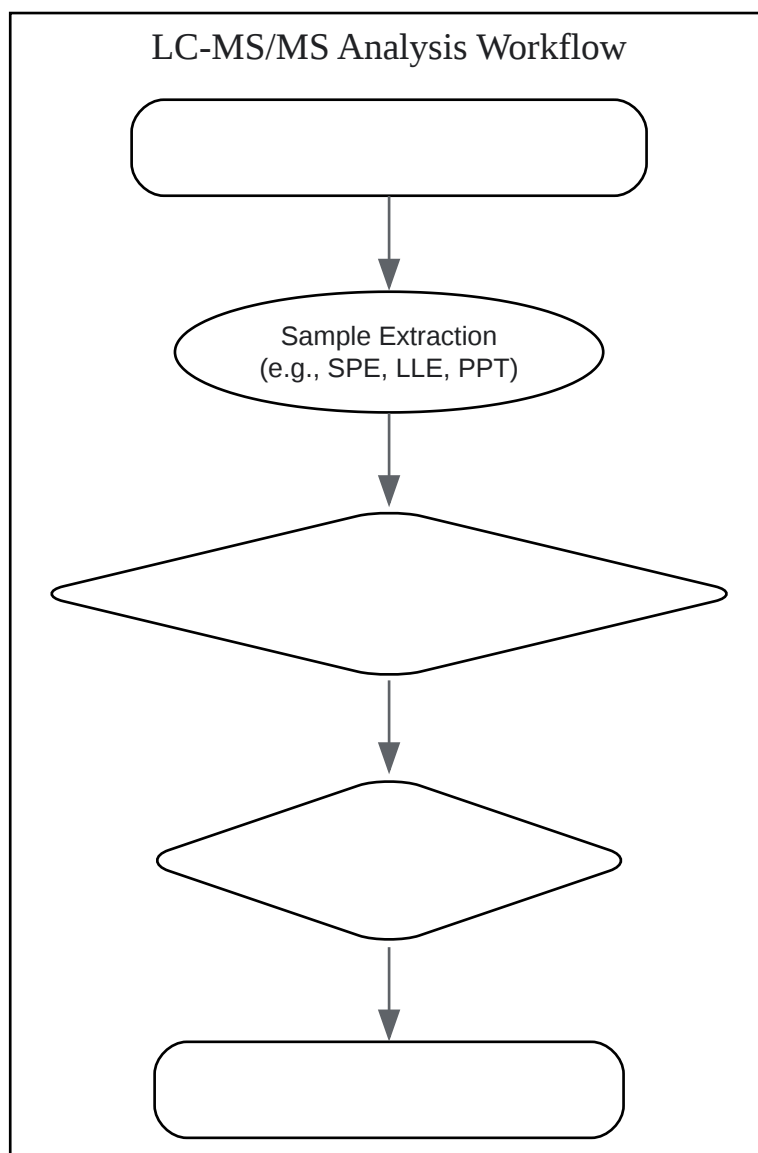 LC-MS/MS Analysis Workflow
Sample Extraction
(e.g., SPE, LLE, PPT)